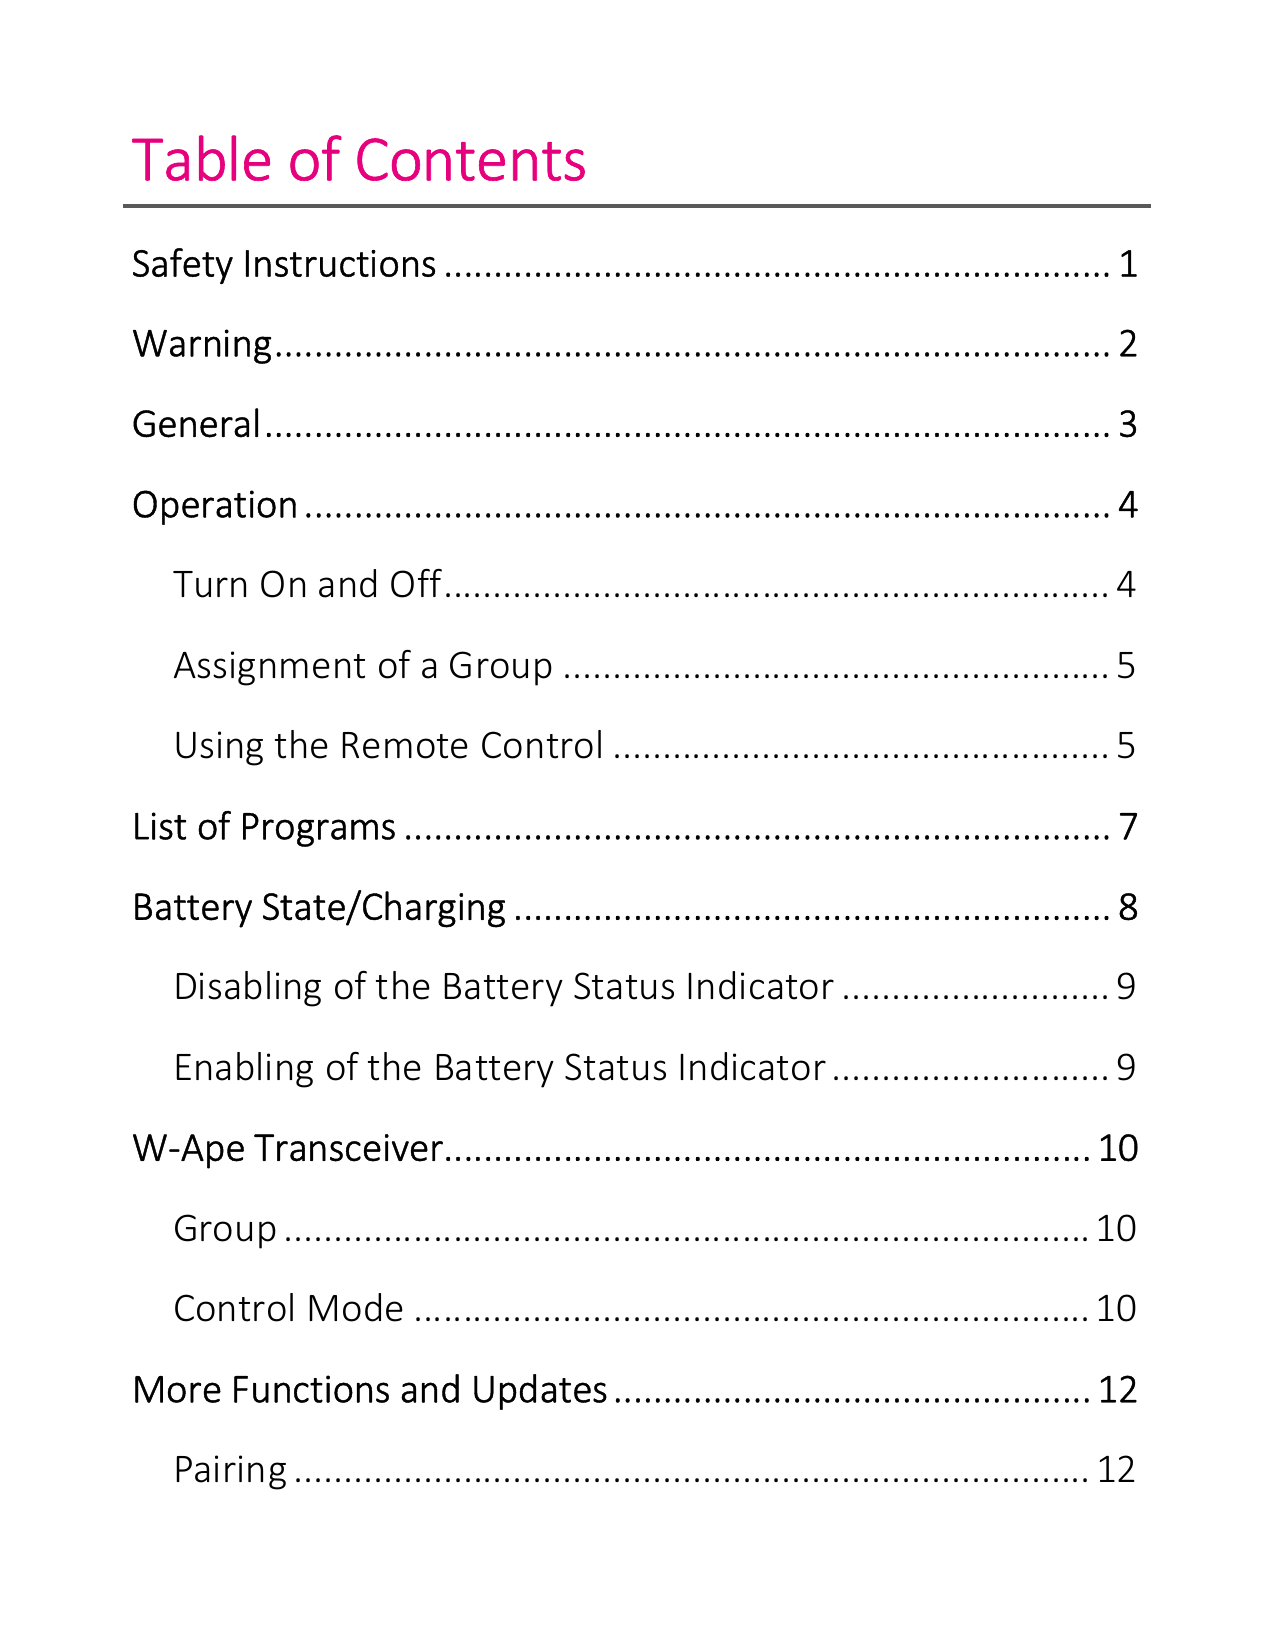 Table of Contents
Safety Instructions ................................................................... 1
Warning.................................................................................... 2
General..................................................................................... 3
Operation ................................................................................. 4
Turn On and Off................................................................... 4
Assignment of a Group ....................................................... 5
Using the Remote Control .................................................. 5
List of Programs ....................................................................... 7
Battery State/Charging ............................................................ 8
Disabling of the Battery Status Indicator ........................... 9
Enabling of the Battery Status Indicator............................ 9
W-Ape Transceiver................................................................. 10
Group ................................................................................. 10
Control Mode .................................................................... 10
More Functions and Updates................................................ 12
Pairing ................................................................................ 12